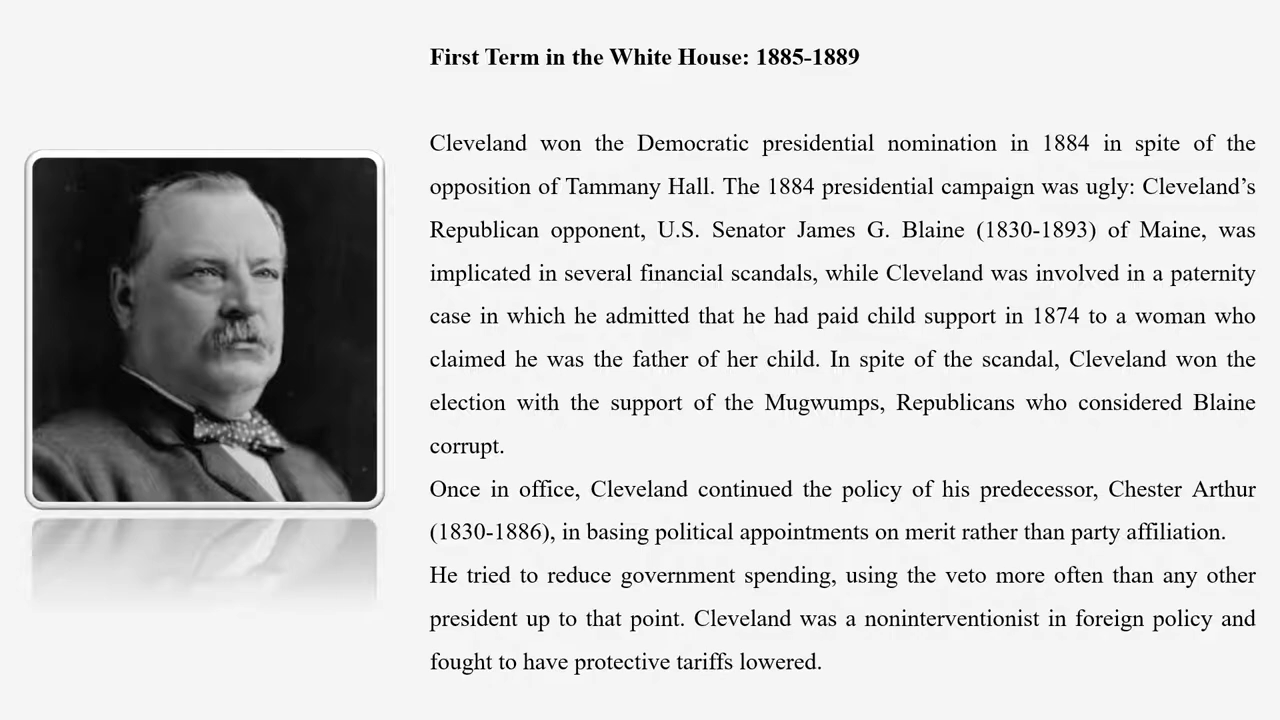 First Term in the White House: 1885-1889
Cleveland won the Democratic presidential nomination in 1884 in spite of the
opposition of Tammany Hall. The 1884 presidential campaign was ugly: Cleveland’s
Republican opponent, U.S. Senator James G. Blaine (1830-1893) of Maine, was
implicated in several financial scandals, while Cleveland was involved in a paternity
case in which he admitted that he had paid child support in 1874 to a woman who
claimed he was the father of her child. In spite of the scandal, Cleveland won the
election with the support of the Mugwumps, Republicans who considered Blaine
corrupt.
Once in office, Cleveland continued the policy of his predecessor, Chester Arthur
(1830-1886), in basing political appointments on merit rather than party affiliation.
He tried to reduce government spending, using the veto more often than any other
president up to that point. Cleveland was a noninterventionist in foreign policy and
fought to have protective tariffs lowered.